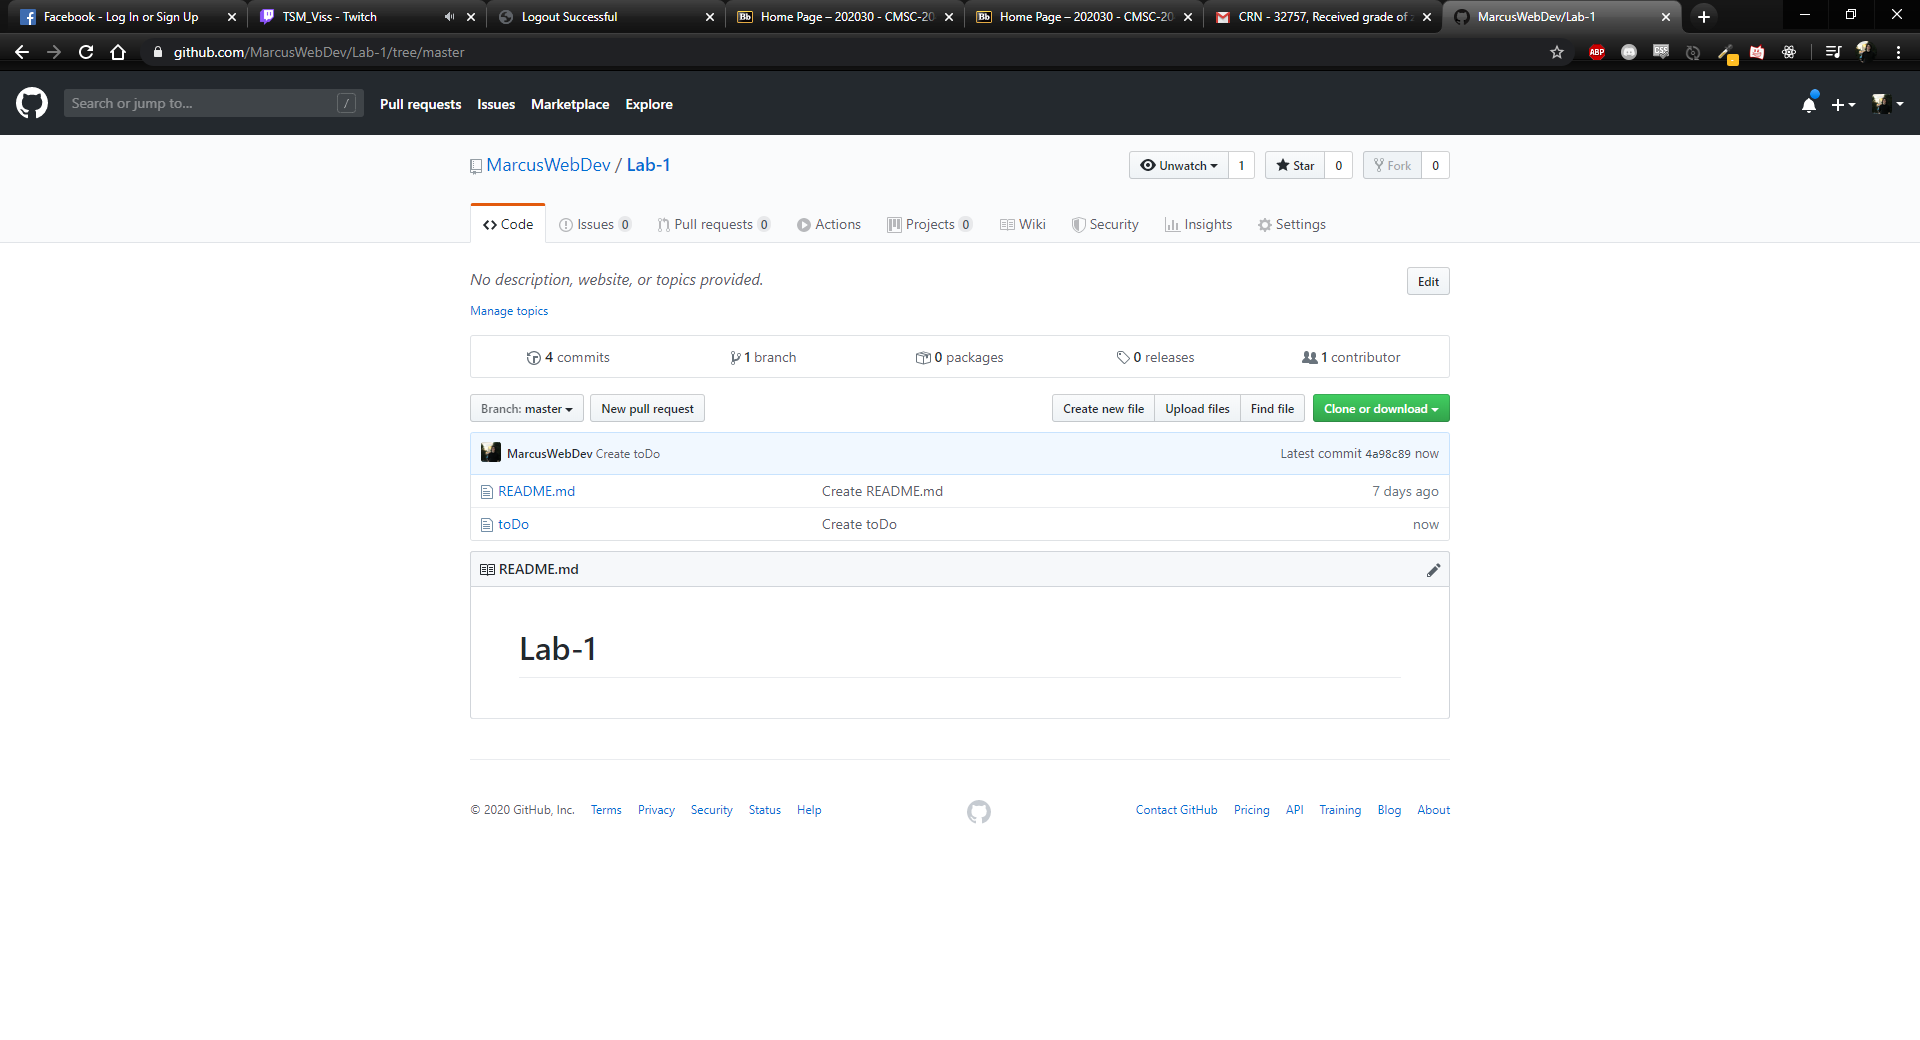 Facebook - Log In or Sign Up
TSM_Viss - Twitch
Logout Successful
Bb Home Page – 202030 - CMSC-20
Bb Home Page – 202030 - CMSC-20
CRN - 32757, Received grade of
MarcusWebDev/Lab-1
github.com/MarcusWebDev/Lab-1/tree/master
ABP
Search or jump to... /
Pull requests Issues Marketplace Explore
MarcusWebDev / Lab-1
Unwatch 1 Star 0 Fork 0
Code Issues 0 Pull requests 0 Actions Projects 0 Wiki Security Insights Settings
No description, website, or topics provided.
Edit
Manage topics
4 commits 1 branch 0 packages 0 releases 1 contributor
Branch: master New pull request Create new file Upload files Find file Clone or download
MarcusWebDev Create toDo Latest commit 4a98c89 now
README.md Create README.md 7 days ago
toDo Create toDo now
README.md
Lab-1
© 2020 GitHub, Inc. Terms Privacy Security Status Help Contact GitHub Pricing API Training Blog About